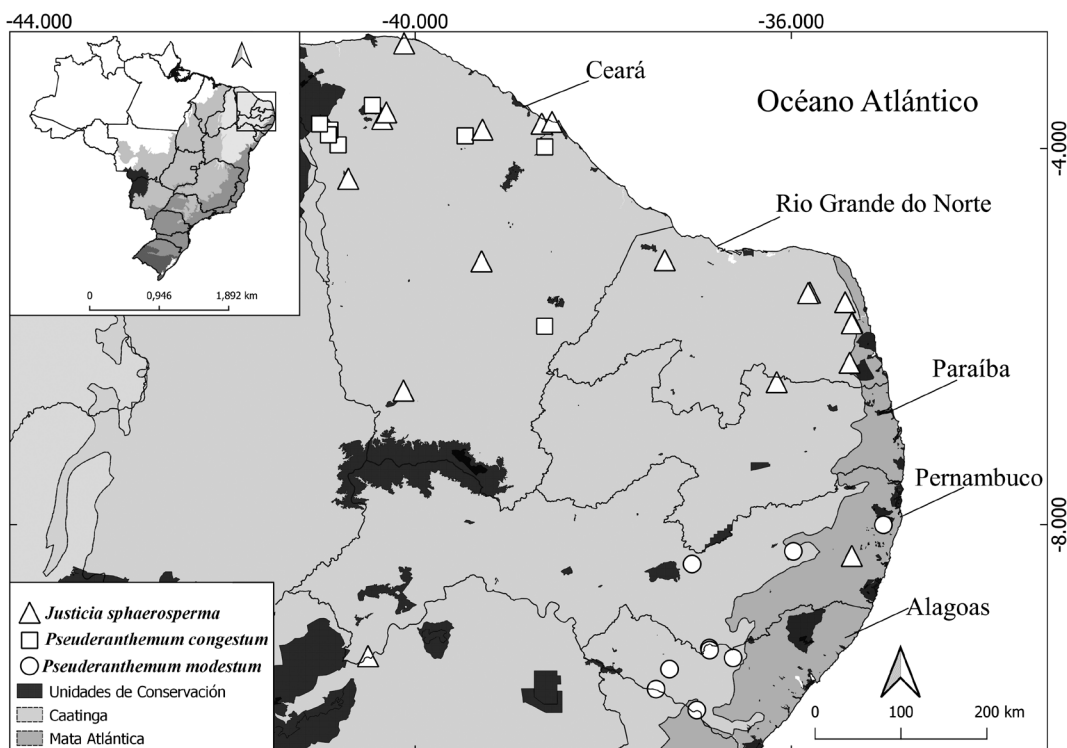 -44.000
-40.000
-36.000
Ceará
Océano Atlántico
-4.000
Rio Grande do Norte
0 0,946 1,892 km
Paraíba
Pernambuco
-8.000
Justicia sphaerosperma
Alagoas
Pseuderanthemum congestum
Pseuderanthemum modestum
Unidades de Conservación
Caatinga
Mata Atlántica
0 100 200 km